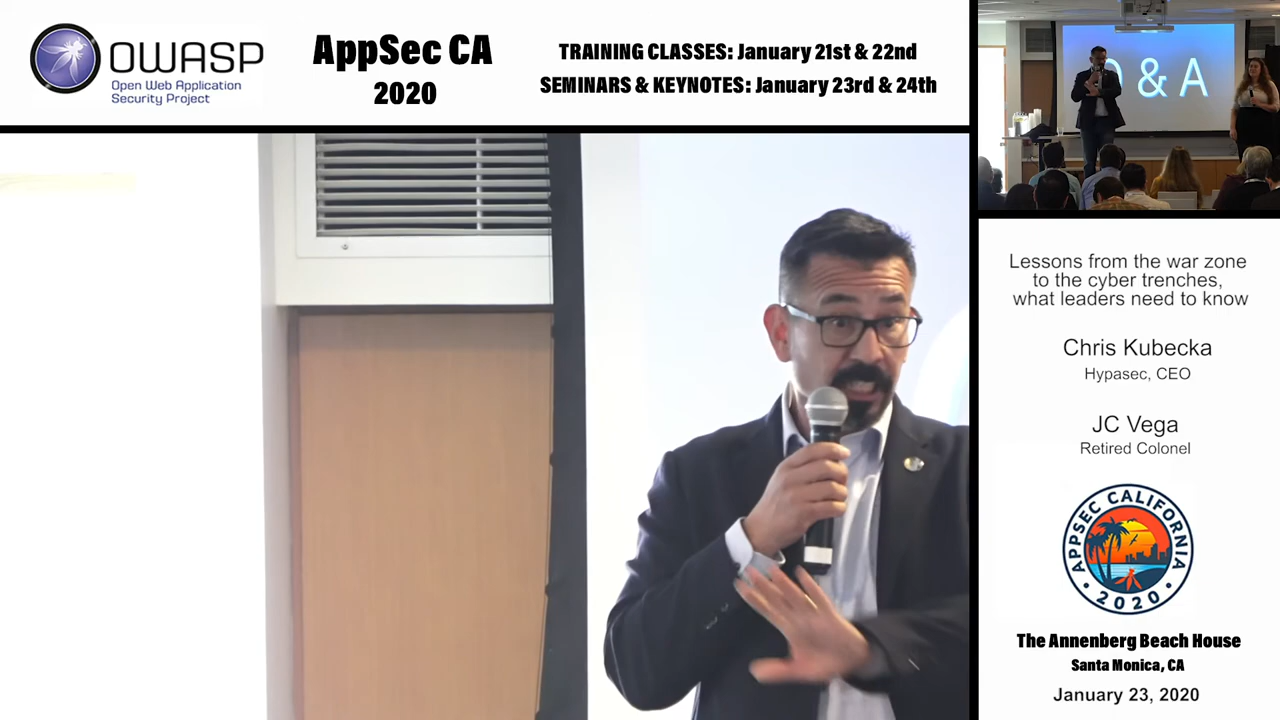 OWASP
Open Web Application
Security Project
AppSec CA
2020
TRAINING CLASSES: January 21st & 22nd
SEMINARS & KEYNOTES: January 23rd & 24th
& A
Lessons from the war zone
to the cyber trenches,
what leaders need to know
Chris Kubecka
Hypasec, CEO
JC Vega
Retired Colonel
APPSEC CALIFORNIA
• 2020 •
The Annenberg Beach House
Santa Monica, CA
January 23, 2020